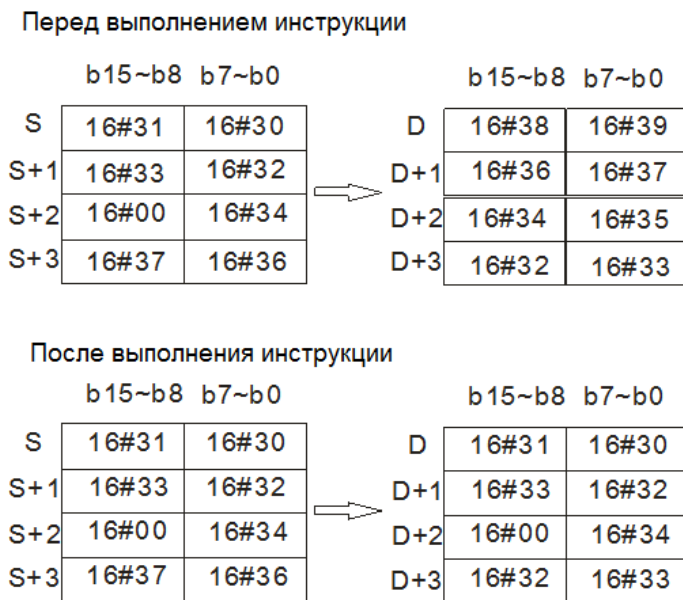 Перед выполнением инструкции
b15~b8 b7~b0 b15~b8 b7~b0
S 16#31 16#30 D 16#38 16#39
S+1 16#33 16#32 D+1 16#36 16#37
S+2 16#00 16#34 D+2 16#34 16#35
S+3 16#37 16#36 D+3 16#32 16#33
После выполнения инструкции
b15~b8 b7~b0 b15~b8 b7~b0
S 16#31 16#30 D 16#31 16#30
S+1 16#33 16#32 D+1 16#33 16#32
S+2 16#00 16#34 D+2 16#00 16#34
S+3 16#37 16#36 D+3 16#32 16#33